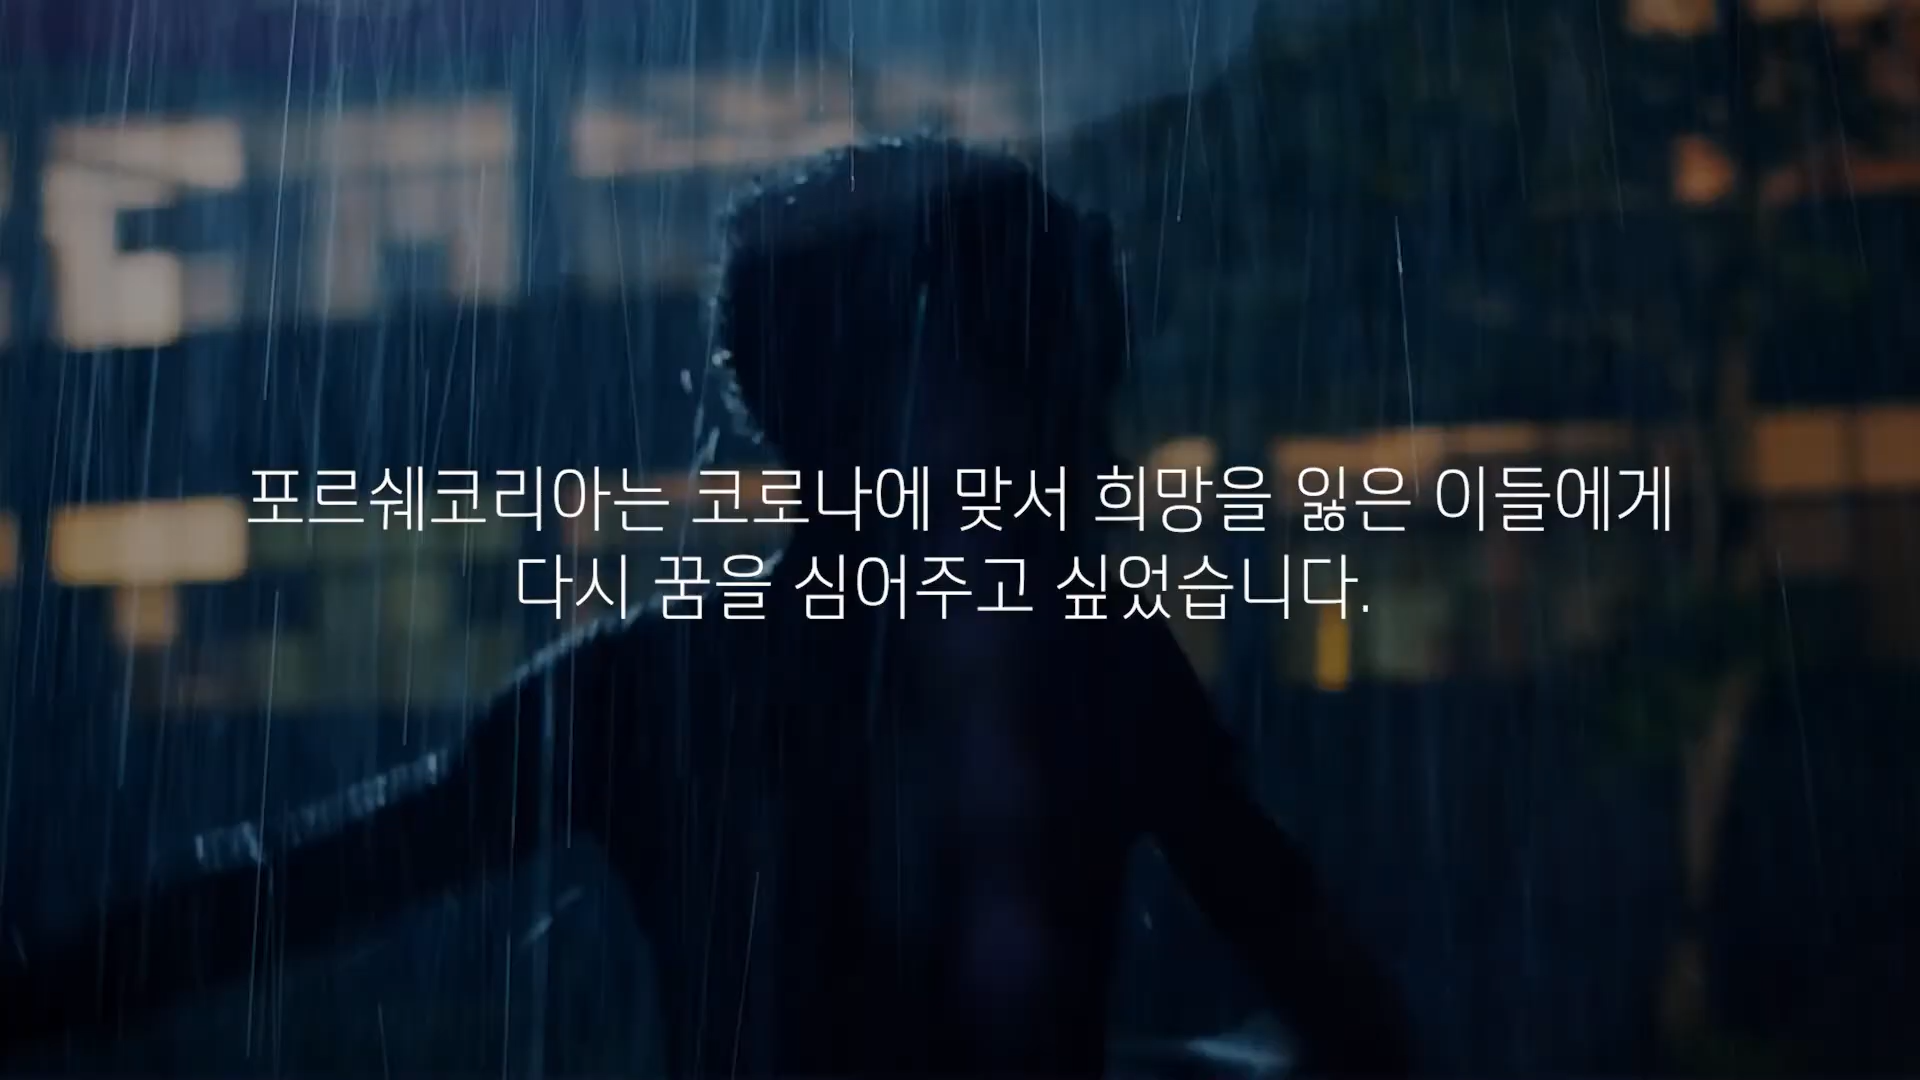 포르쉐코리아는 코로나에 맞서 희망을 잃은 이들에게
다시 꿈을 심어주고 싶었습니다.